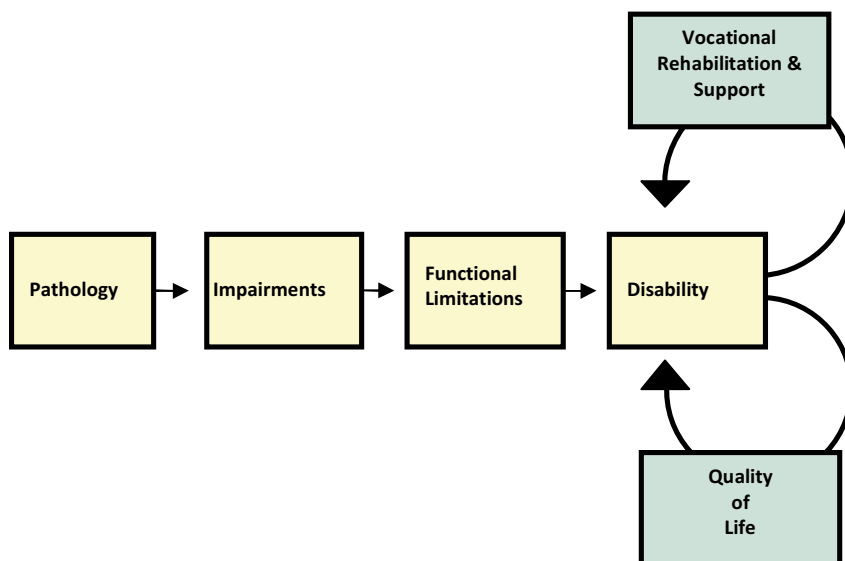 Vocational
Rehabilitation &
Support
Pathology
Impairments
Functional
Limitations
Disability
Quality
of
Life